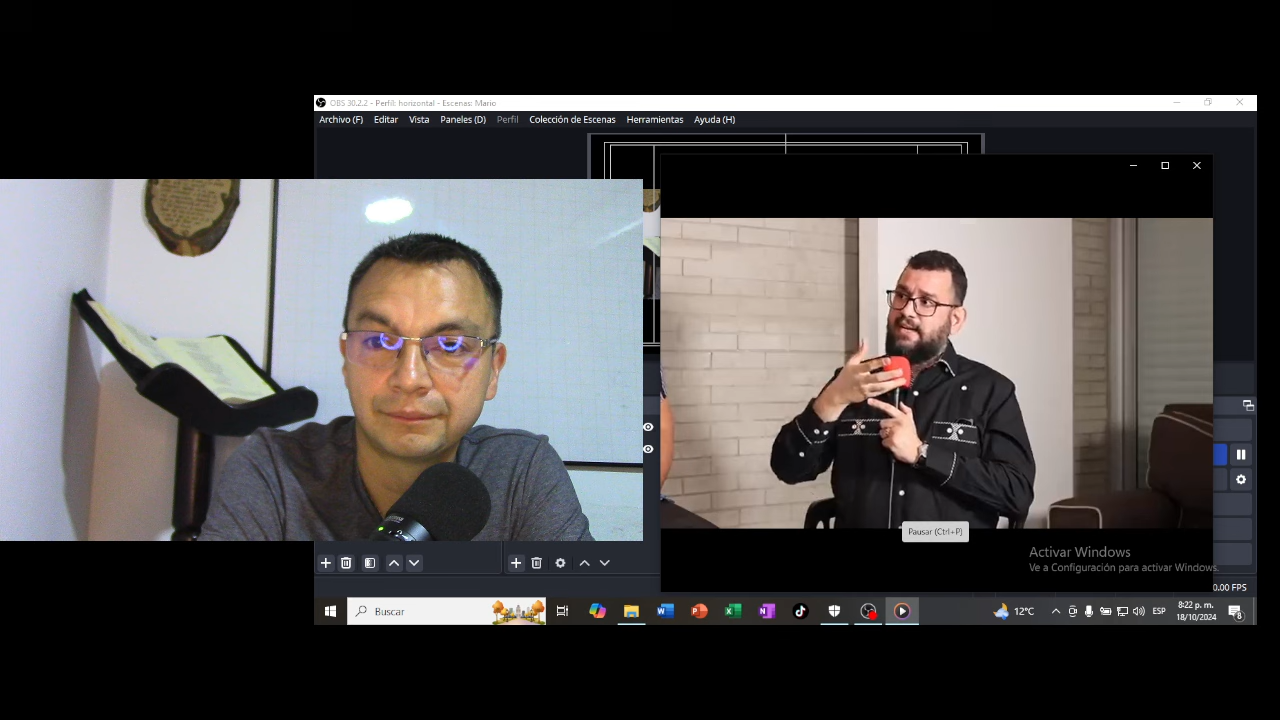 OBS 30.2.2 - Perfil: horizontal - Escenas: Mario
Archivo (F) Editar Vista Paneles (D) Perfil Colección de Escenas Herramientas Ayuda (H)
Pausar (Ctrl+P)
Activar Windows
Ve a Configuración para activar Windows.
0.00 FPS
Buscar
12°C
ESP
8:22 p. m.
18/10/2024
8